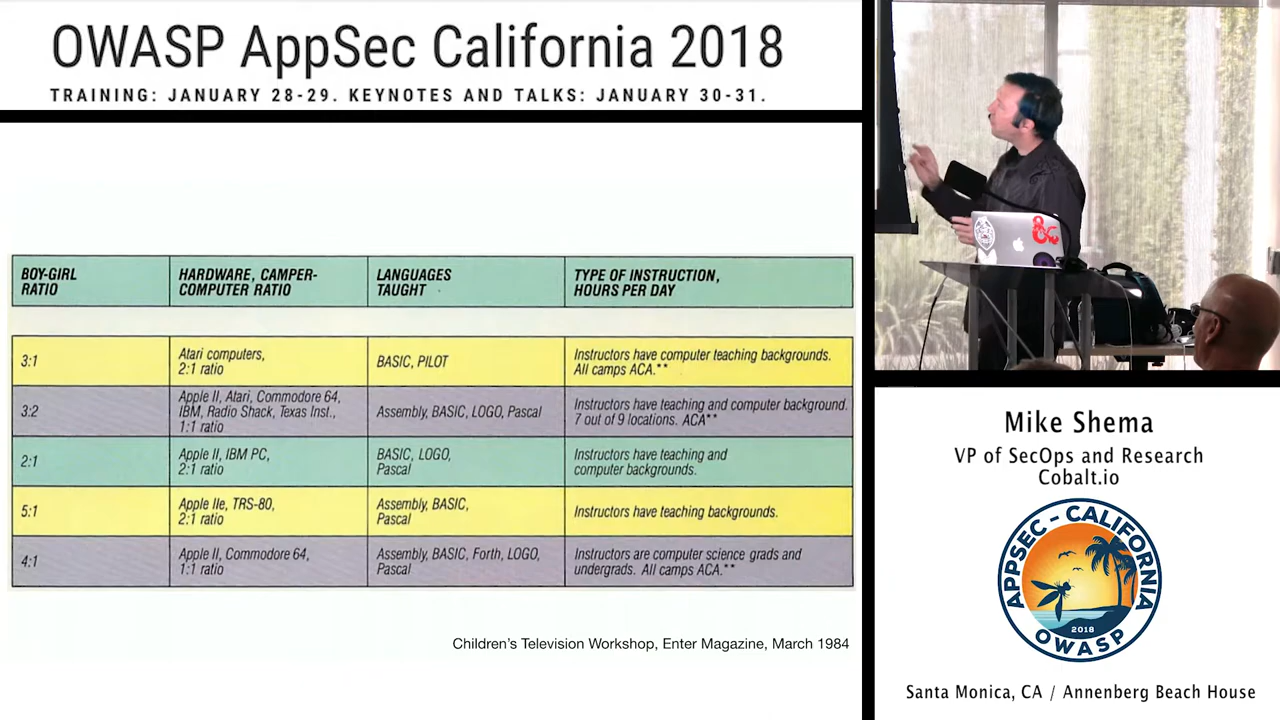 OWASP AppSec California 2018
TRAINING: JANUARY 28-29. KEYNOTES AND TALKS: JANUARY 30-31.
BOY-GIRL
RATIO
HARDWARE, CAMPER-
COMPUTER RATIO
LANGUAGES
TAUGHT
TYPE OF INSTRUCTION,
HOURS PER DAY
3:1
Atari computers,
2:1 ratio
BASIC, PILOT
Instructors have computer teaching backgrounds.
All camps ACA.**
3:2
Apple II, Atari, Commodore 64,
IBM, Radio Shack, Texas Inst.,
1:1 ratio
Assembly, BASIC, LOGO, Pascal
Instructors have teaching and computer background.
7 out of 9 locations. ACA**
2:1
Apple II, IBM PC,
2:1 ratio
BASIC, LOGO,
Pascal
Instructors have teaching and
computer backgrounds.
5:1
Apple IIe, TRS-80,
2:1 ratio
Assembly, BASIC,
Pascal
Instructors have teaching backgrounds.
4:1
Apple II, Commodore 64,
1:1 ratio
Assembly, BASIC, Forth, LOGO,
Pascal
Instructors are computer science grads and
undergrads. All camps ACA.**
Children's Television Workshop, Enter Magazine, March 1984
Mike Shema
VP of SecOps and Research
Cobalt.io
APPSEC - CALIFORNIA
2018
OWASP
Santa Monica, CA / Annenberg Beach House